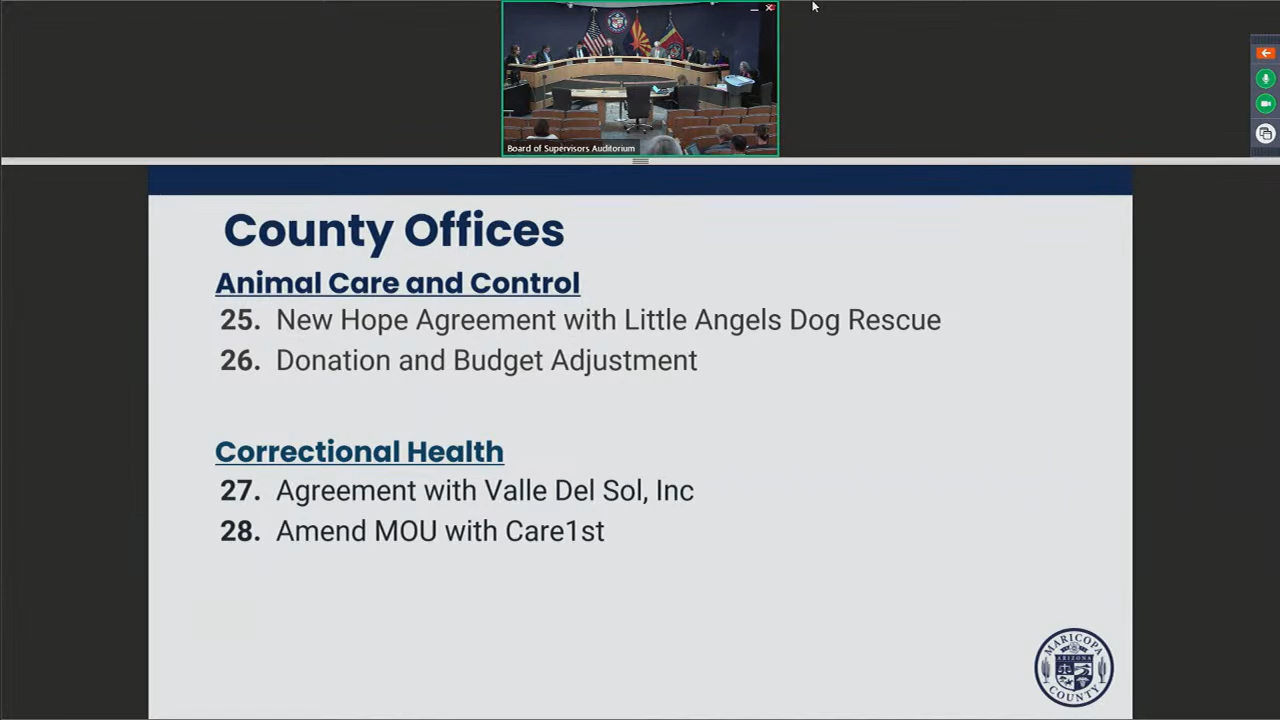 Board of Supervisors Auditorium
County Offices
Animal Care and Control
25. New Hope Agreement with Little Angels Dog Rescue
26. Donation and Budget Adjustment
Correctional Health
27. Agreement with Valle Del Sol, Inc
28. Amend MOU with Care1st
MARICOPA
ARIZONA
COUNTY